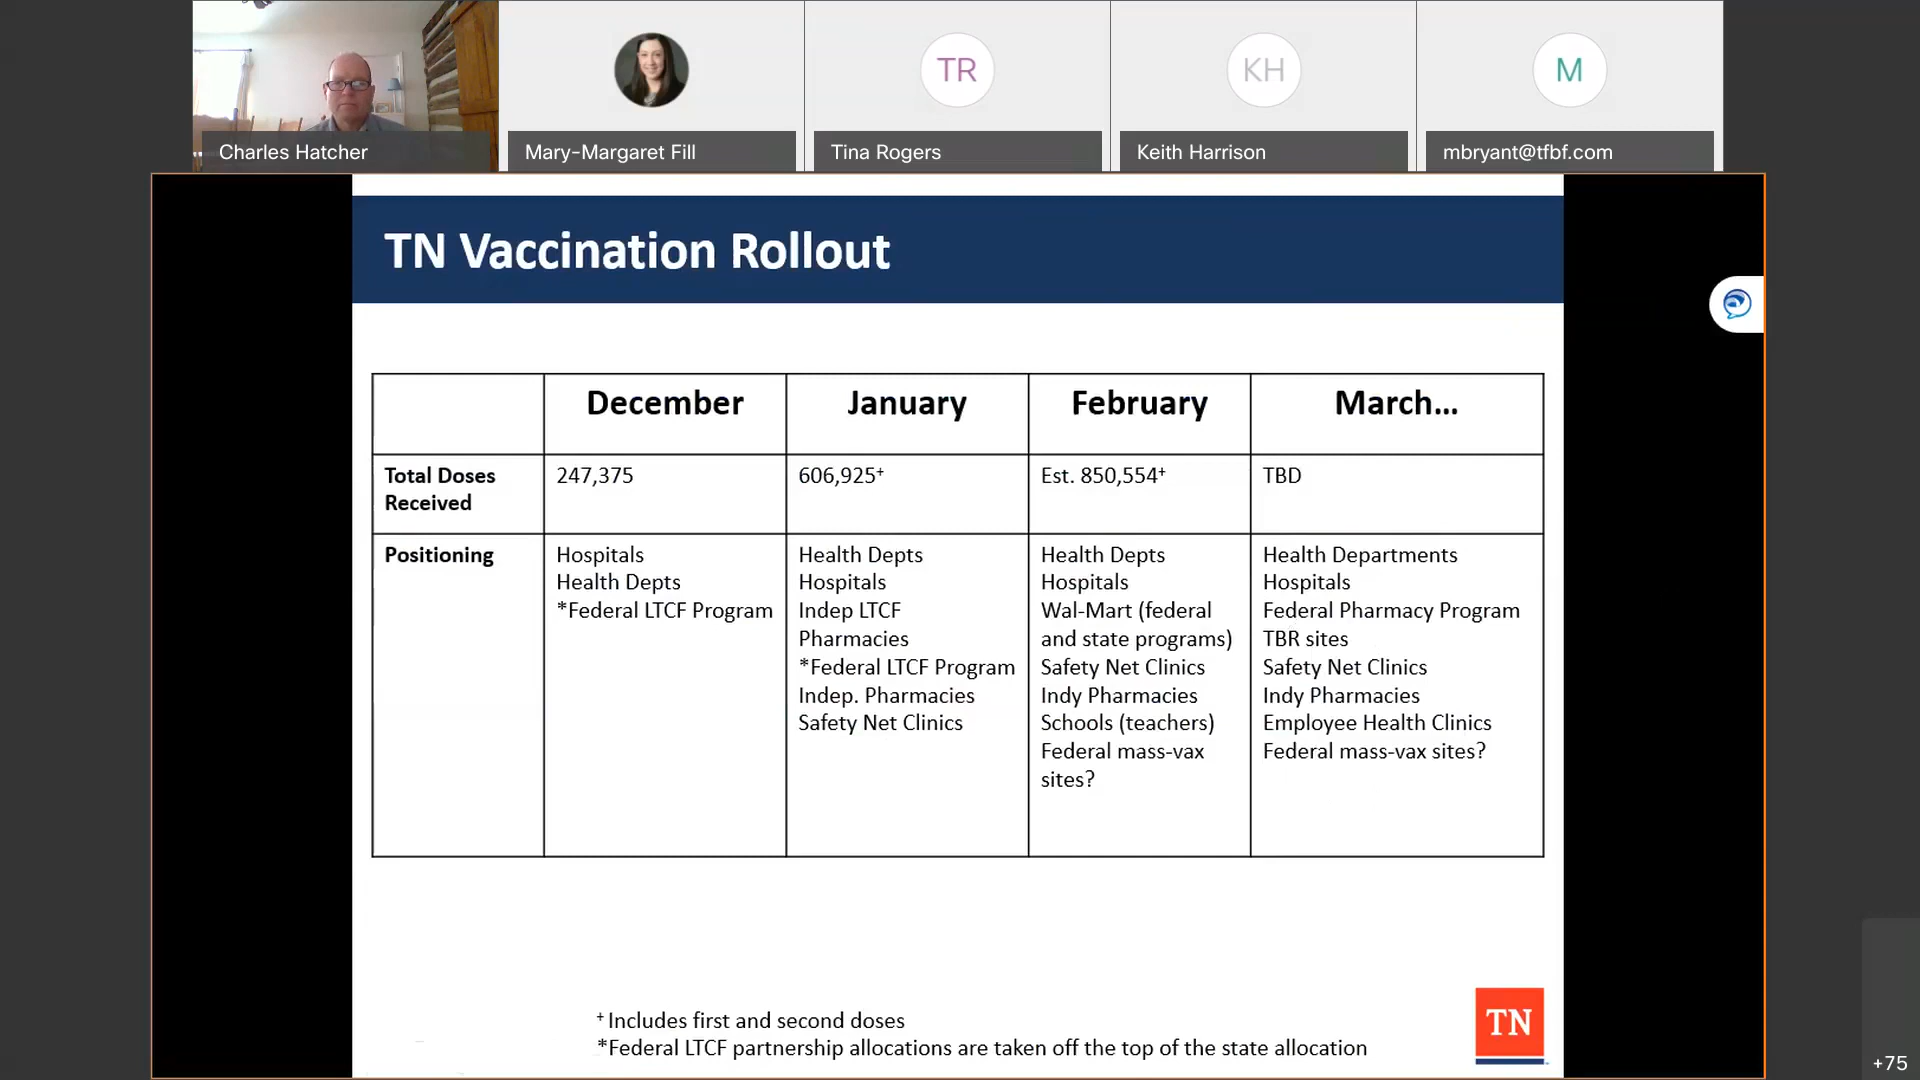 TR
KH
M
Charles Hatcher
Mary-Margaret Fill
Tina Rogers
Keith Harrison
mbryant@tfbf.com
TN Vaccination Rollout
December
January
February
March...
Total Doses
Received
247,375
606,925+
Est. 850,554+
TBD
Positioning
Hospitals
Health Depts
*Federal LTCF Program
Health Depts
Hospitals
Indep LTCF
Pharmacies
*Federal LTCF Program
Indep. Pharmacies
Safety Net Clinics
Health Depts
Hospitals
Wal-Mart (federal
and state programs)
Safety Net Clinics
Indy Pharmacies
Schools (teachers)
Federal mass-vax
sites?
Health Departments
Hospitals
Federal Pharmacy Program
TBR sites
Safety Net Clinics
Indy Pharmacies
Employee Health Clinics
Federal mass-vax sites?
+ Includes first and second doses
*Federal LTCF partnership allocations are taken off the top of the state allocation
TN
+75